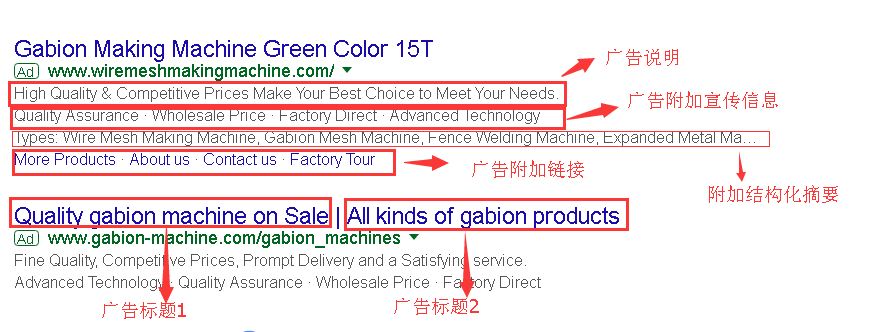 Gabion Making Machine Green Color 15T
Ad www.wiremeshmakingmachine.com/
广告说明
High Quality & Competitive Prices Make Your Best Choice to Meet Your Needs.
广告附加宣传信息
Quality Assurance · Wholesale Price · Factory Direct · Advanced Technology
Types: Wire Mesh Making Machine, Gabion Mesh Machine, Fence Welding Machine, Expanded Metal Ma...
More Products · About us · Contact us · Factory Tour
广告附加链接
附加结构化摘要
Quality gabion machine on Sale | All kinds of gabion products
Ad www.gabion-machine.com/gabion_machines
Fine Quality, Competitive Prices, Prompt Delivery and a Satisfying service.
Advanced Technology · Quality Assurance · Wholesale Price · Factory Direct
广告标题1
广告标题2